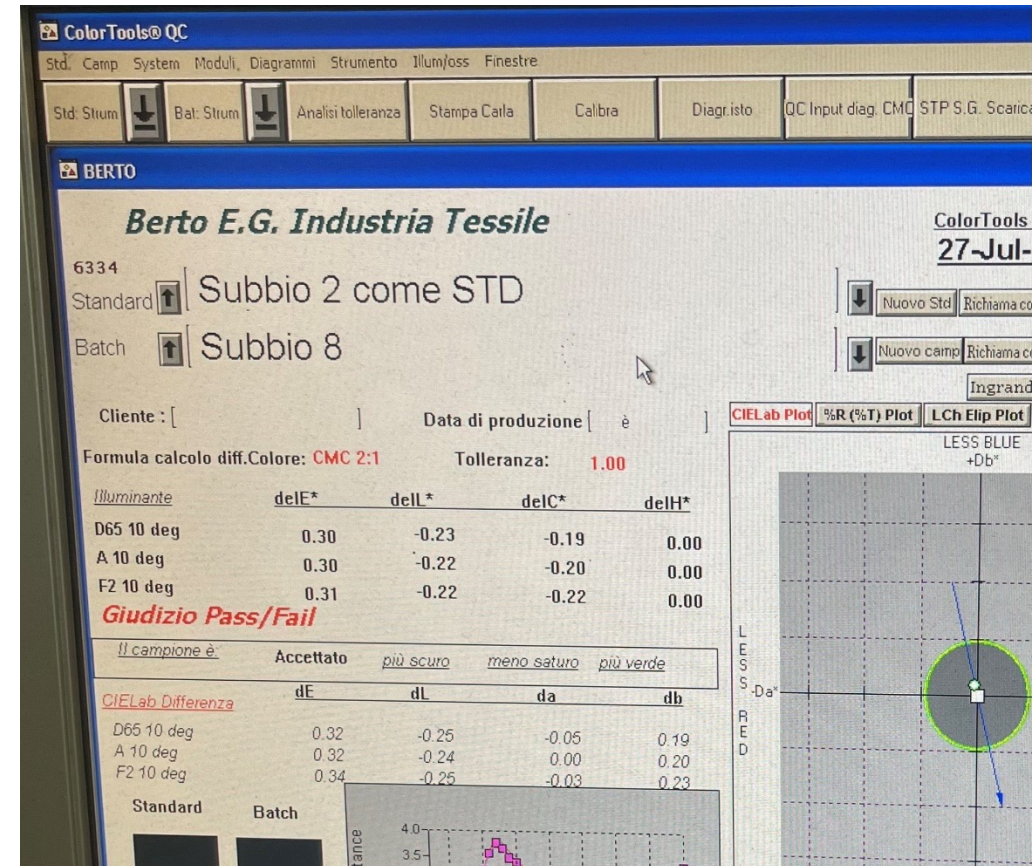 ColorTools® QC
Std. Camp System Moduli Diagrammi Strumento Illum/oss Finestre
Std: Strum Bat: Strum Analisi tolleranza Stampa Carla Calibra Diagr.isto QC Input diag. CMC STP S.G. Scarica
BERTO
Berto E.G. Industria Tessile
ColorTools
27-Jul-
6334
Standard [ Subbio 2 come STD ]
Nuovo Std Richiama co
Batch [ Subbio 8 ]
Nuovo camp Richiama co
Ingrand
Cliente : [ ] Data di produzione [ è ]
CIELab Plot %R (%T) Plot LCh Elip Plot
Formula calcolo diff.Colore: CMC 2:1 Tolleranza: 1.00
LESS BLUE
+Db*
Illuminante delE* delL* delC* delH*
D65 10 deg 0.30 -0.23 -0.19 0.00
A 10 deg 0.30 -0.22 -0.20 0.00
F2 10 deg 0.31 -0.22 -0.22 0.00
Giudizio Pass/Fail
Il campione è: Accettato più scuro meno saturo più verde
LESS RED
-Da*
CIELab Differenza dE dL da db
D65 10 deg 0.32 -0.25 -0.05 0.19
A 10 deg 0.32 -0.24 0.00 0.20
F2 10 deg 0.34 -0.25 -0.03 0.23
Standard Batch
4.0
3.5